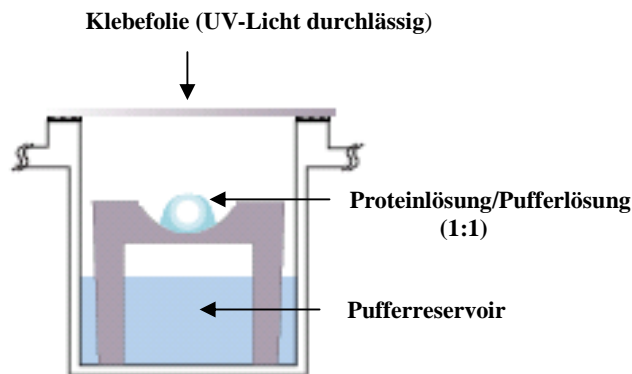 Klebefolie (UV-Licht durchlässig)
Proteinlösung/Pufferlösung
(1:1)
Pufferreservoir